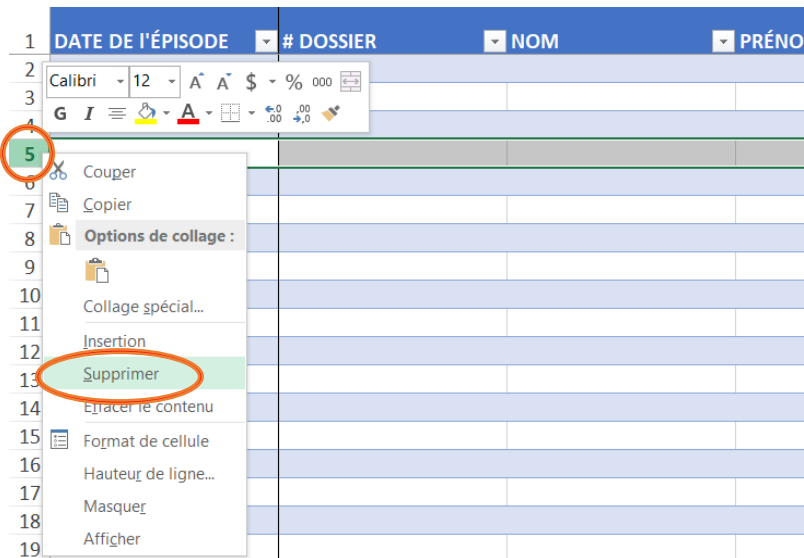 1 DATE DE l'ÉPISODE # DOSSIER NOM PRÉNO
2
Calibri 12 A A $ % 000
3
G I A ,0 ,00 ,00 ,0
4
5
Couper
6
7 Copier
8 Options de collage :
9
10 Collage spécial...
11
Insertion
12
Supprimer
13
14 Effacer le contenu
15 Format de cellule
16
Hauteur de ligne...
17
Masquer
18
Afficher
19